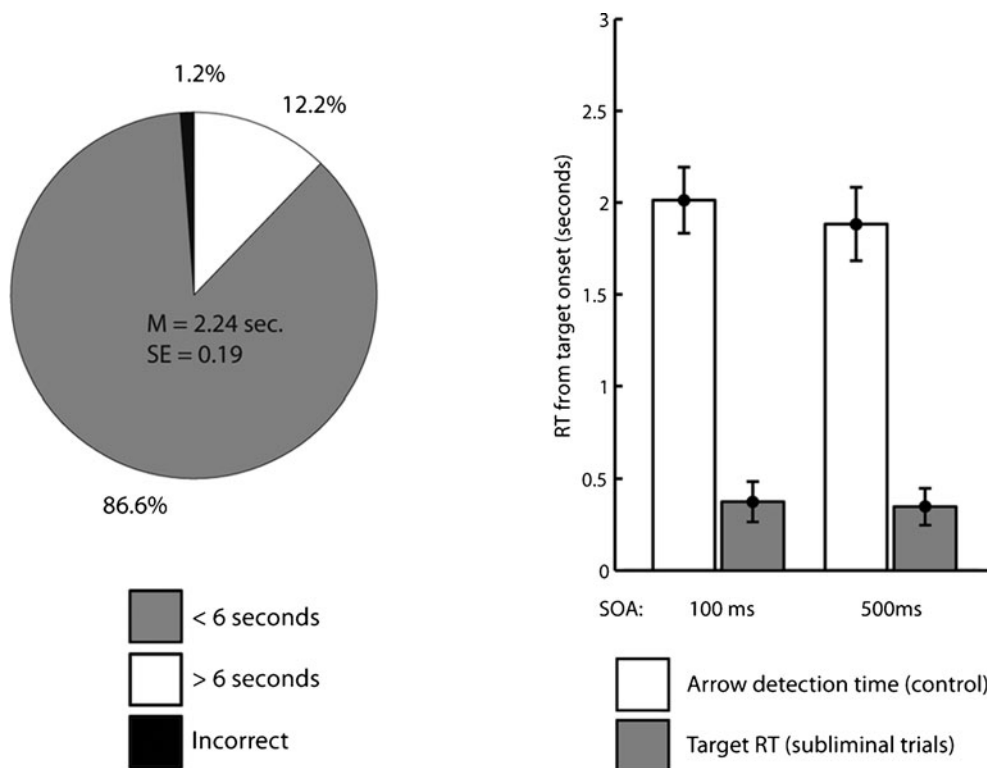 1.2%
12.2%
M = 2.24 sec.
SE = 0.19
86.6%
< 6 seconds
> 6 seconds
Incorrect
RT from target onset (seconds)
3
2.5
2
1.5
1
0.5
0
SOA: 100 ms 500ms
Arrow detection time (control)
Target RT (subliminal trials)